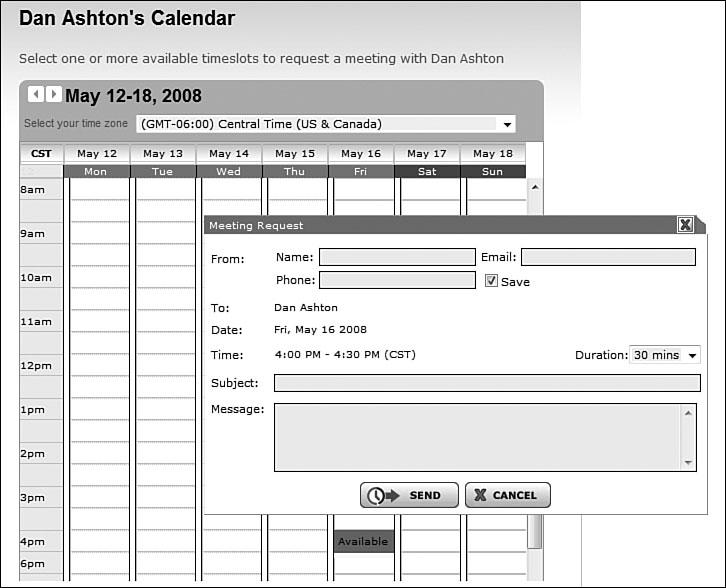 Dan Ashton's Calendar
Select one or more available timeslots to request a meeting with Dan Ashton
May 12-18, 2008
Select your time zone (GMT-06:00) Central Time (US & Canada)
CST May 12 May 13 May 14 May 15 May 16 May 17 May 18
Mon Tue Wed Thu Fri Sat Sun
8am
9am
10am
11am
12pm
1pm
2pm
3pm
4pm Available
6pm
Meeting Request X
From: Name: Email:
Phone: Save
To: Dan Ashton
Date: Fri, May 16 2008
Time: 4:00 PM - 4:30 PM (CST) Duration: 30 mins
Subject:
Message:
SEND X CANCEL